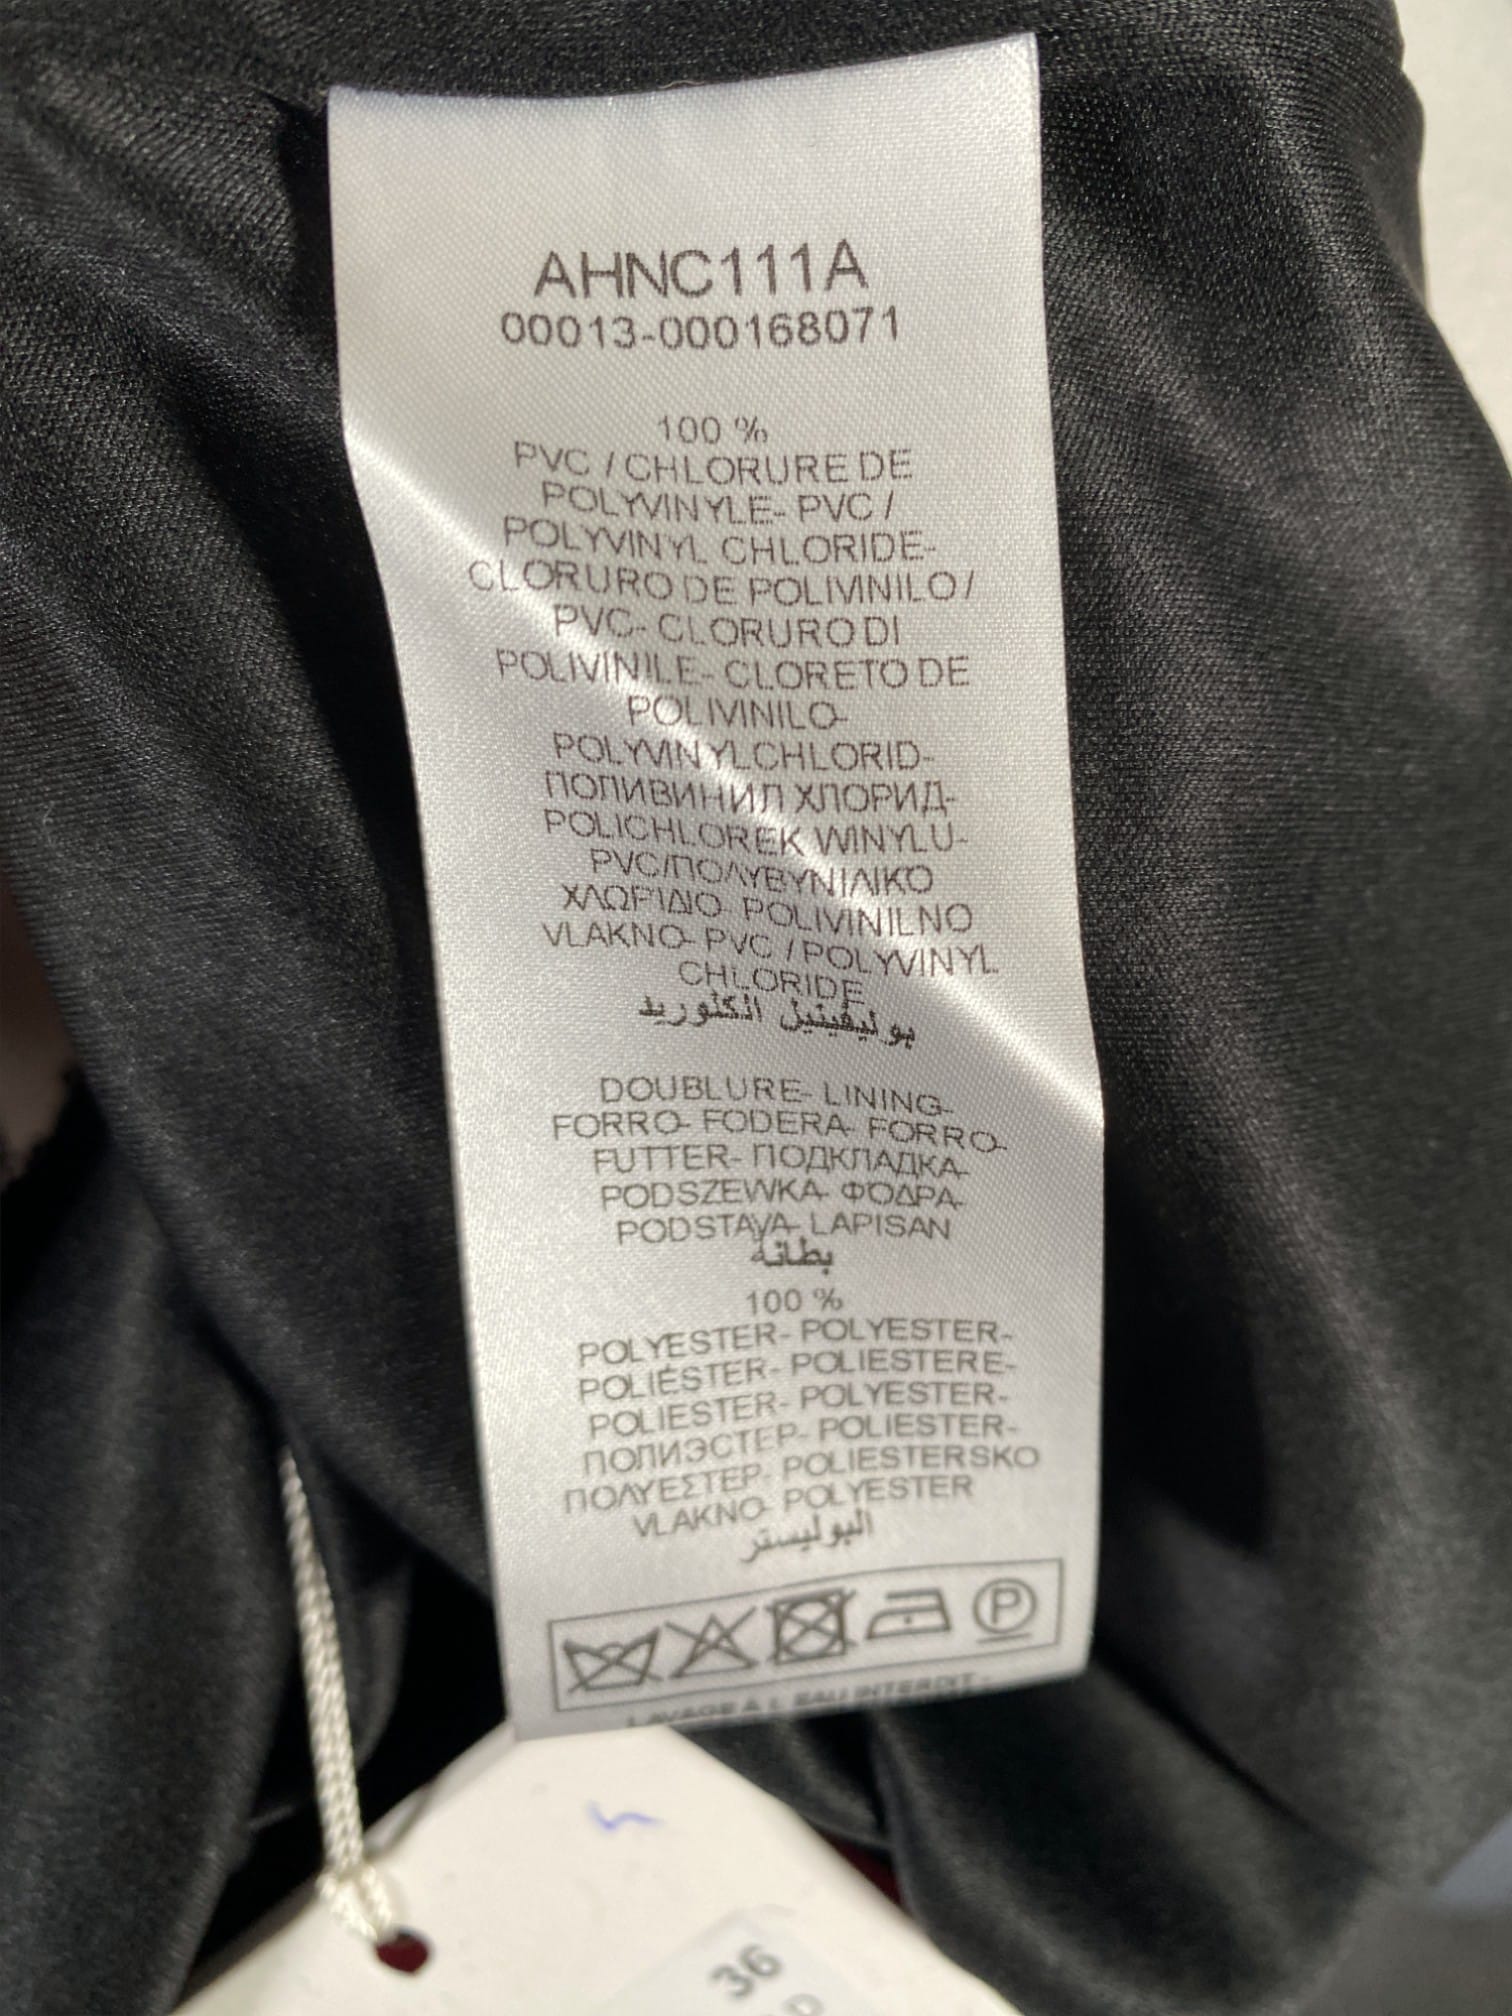 AHNC111A
00013-000168071
100 %
PVC / CHLORURE DE
POLYVINYLE- PVC /
POLYVINYL CHLORIDE-
CLORURO DE POLIVINILO /
PVC- CLORURO DI
POLIVINILE- CLORETO DE
POLIVINILO-
POLYVINYLCHLORID-
ПОЛИВИНИЛ ХЛОРИД-
POLICHLOREK WINYLU-
PVC/ΠΟΛΥΒΥΝΙΛΙΚΟ
ΧΛΩΡΙΔΙΟ- POLIVINILNO
VLAKNO- PVC / POLYVINYL
CHLORIDE
بوليفينيل الكلوريد
DOUBLURE- LINING-
FORRO- FODERA- FORRO-
FUTTER- ПОДКЛАДКА-
PODSZEWKA- ΦΟΔΡΑ-
PODSTAVA- LAPISAN
بطانة
100 %
POLYESTER- POLYESTER-
POLIÉSTER- POLIESTERE-
POLIESTER- POLYESTER-
ПОЛИЭСТЕР- POLIESTER-
ΠΟΛΥΕΣΤΕΡ- POLIESTERSKO
VLAKNO- POLYESTER
البوليستر
P
LAVAGE À L'EAU INTERDIT -
36